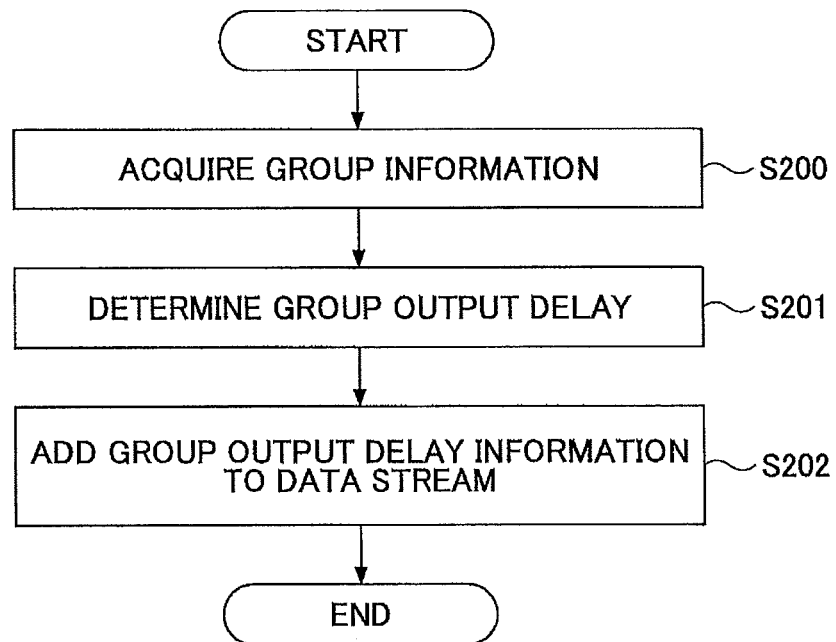 START
ACQUIRE GROUP INFORMATION
S200
DETERMINE GROUP OUTPUT DELAY
S201
ADD GROUP OUTPUT DELAY INFORMATION
TO DATA STREAM
S202
END